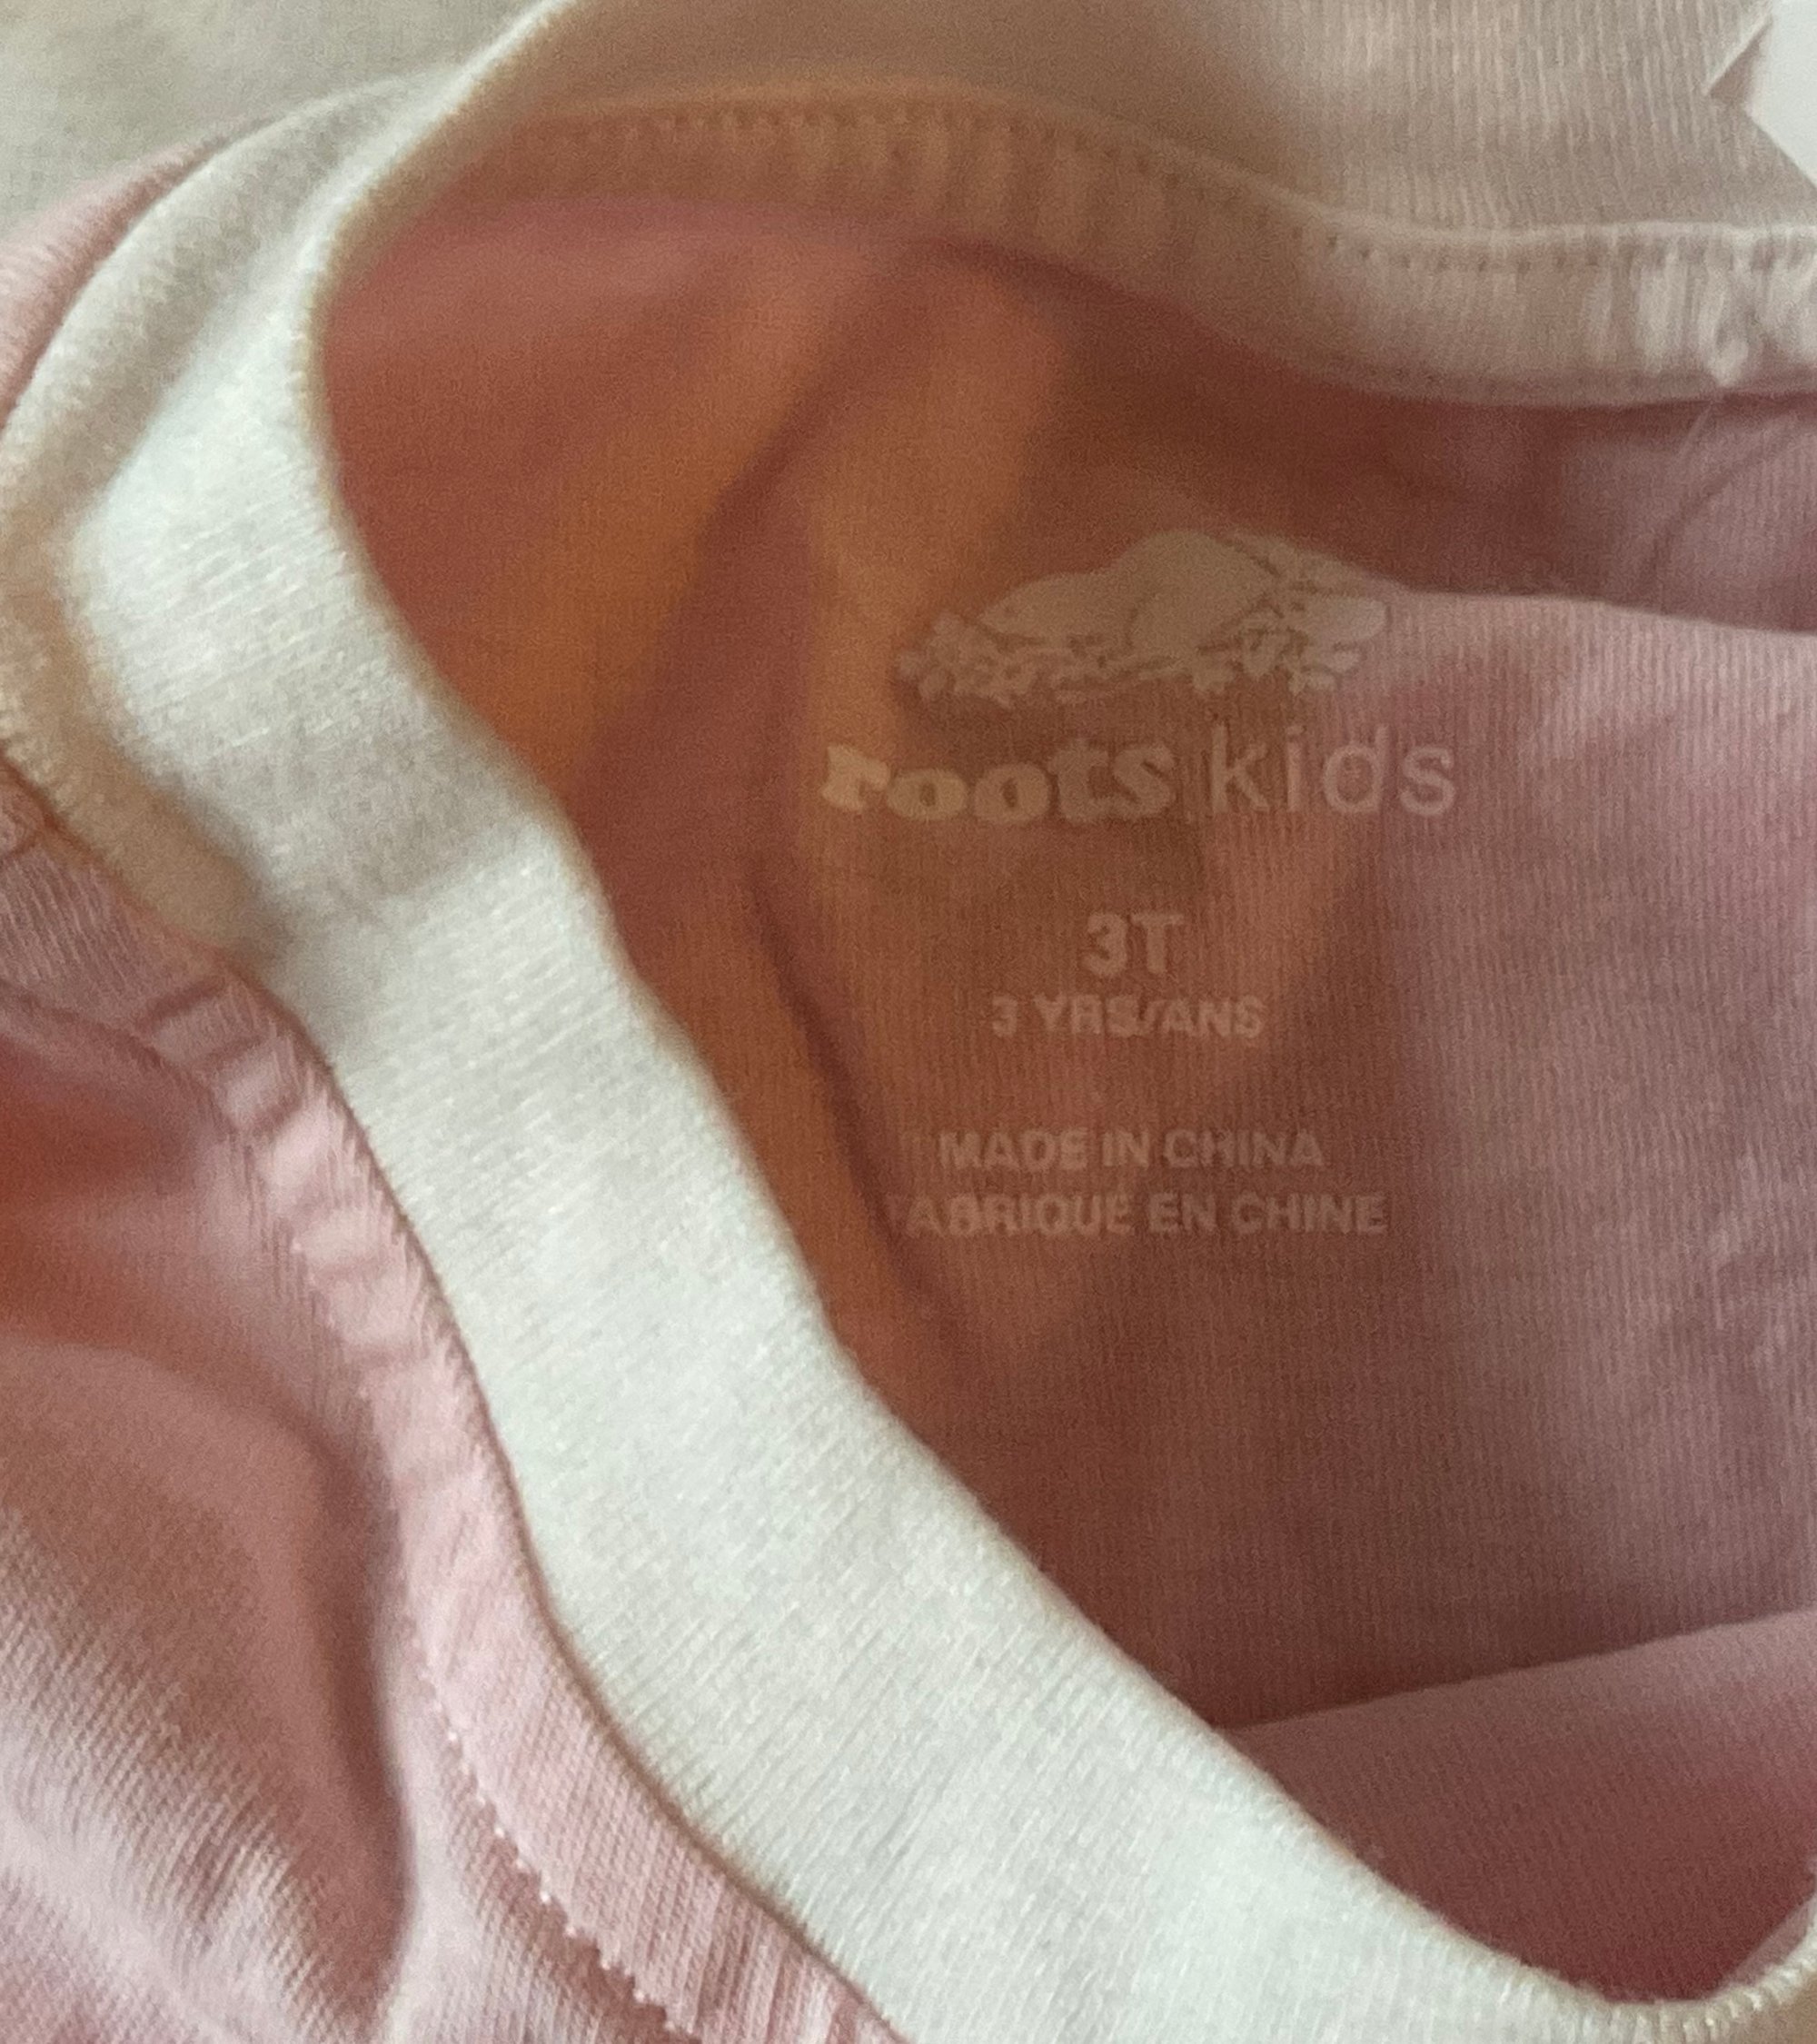 roots kids
3T
3 YRS/ANS
MADE IN CHINA
FABRIQUE EN CHINE